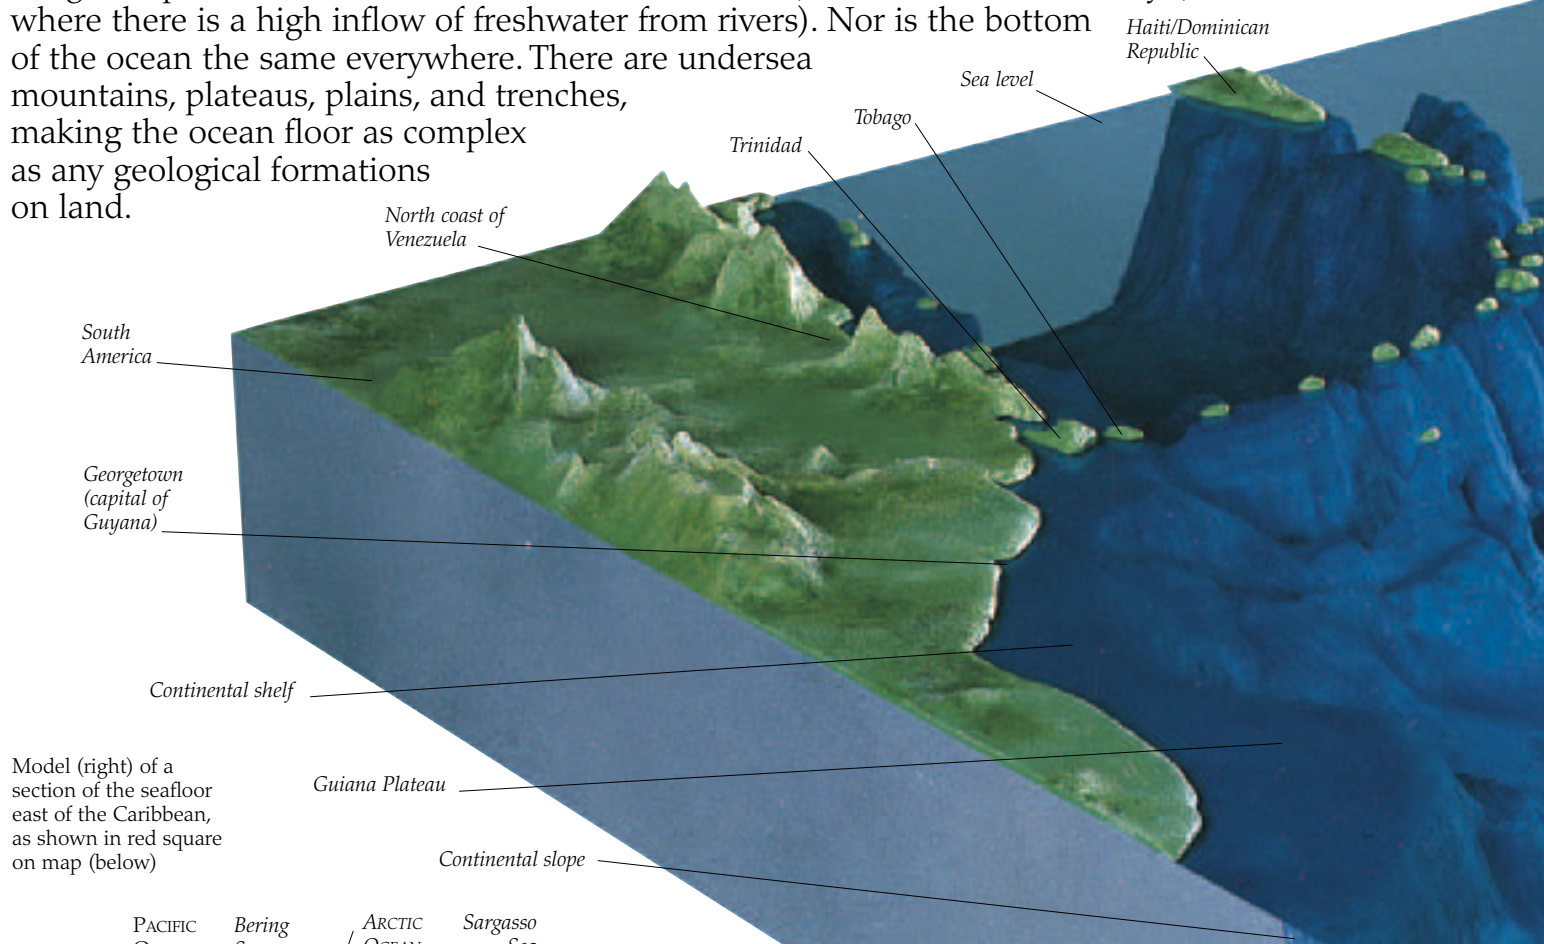 where there is a high inflow of freshwater from rivers). Nor is the bottom
of the ocean the same everywhere. There are undersea
mountains, plateaus, plains, and trenches,
making the ocean floor as complex
as any geological formations
on land.
Haiti/Dominican
Republic
Sea level
Tobago
Trinidad
North coast of
Venezuela
South
America
Georgetown
(capital of
Guyana)
Continental shelf
Guiana Plateau
Continental slope
Model (right) of a
section of the seafloor
east of the Caribbean,
as shown in red square
on map (below)
PACIFIC Bering ARCTIC Sargasso
OCEAN Sea